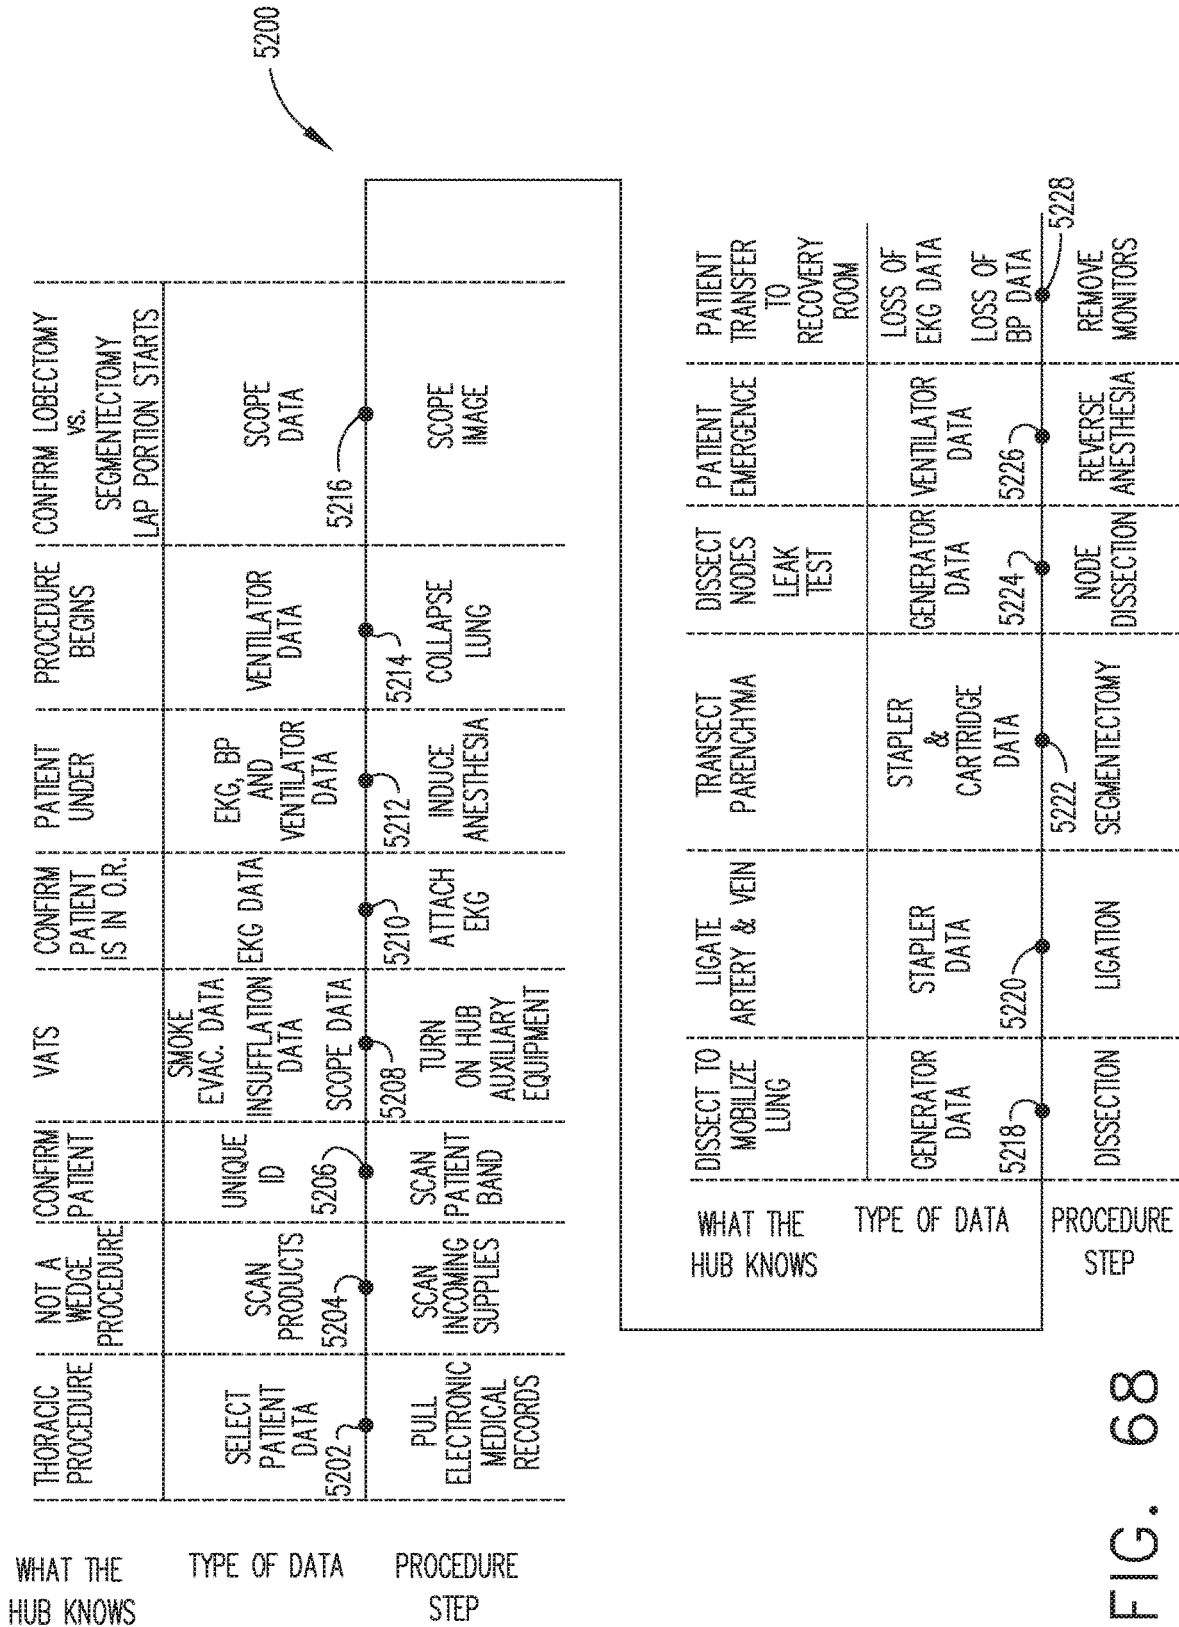 5200
WHAT THE
HUB KNOWS
THORACIC
PROCEDURE
NOT A
WEDGE
PROCEDURE
CONFIRM
PATIENT
VATS
CONFIRM
PATIENT
IS IN O.R.
PATIENT
UNDER
PROCEDURE
BEGINS
CONFIRM LOBECTOMY
vs.
SEGMENTECTOMY
LAP PORTION STARTS
TYPE OF DATA
SELECT
PATIENT
DATA
5202
SCAN
PRODUCTS
5204
UNIQUE
ID
5206
SMOKE
EVAC. DATA
INSUFFLATION
DATA
SCOPE DATA
5208
EKG DATA
5210
EKG, BP
AND
VENTILATOR
DATA
5212
VENTILATOR
DATA
5214
SCOPE
DATA
5216
PROCEDURE
STEP
PULL
ELECTRONIC
MEDICAL
RECORDS
SCAN
INCOMING
SUPPLIES
SCAN
PATIENT
BAND
TURN
ON HUB
AUXILIARY
EQUIPMENT
ATTACH
EKG
INDUCE
ANESTHESIA
COLLAPSE
LUNG
SCOPE
IMAGE
WHAT THE
HUB KNOWS
DISSECT TO
MOBILIZE
LUNG
LIGATE
ARTERY & VEIN
TRANSECT
PARENCHYMA
DISSECT
NODES
LEAK
TEST
PATIENT
EMERGENCE
PATIENT
TRANSFER
TO
RECOVERY
ROOM
TYPE OF DATA
GENERATOR
DATA
5218
STAPLER
DATA
5220
STAPLER
&
CARTRIDGE
DATA
5222
GENERATOR
DATA
5224
VENTILATOR
DATA
5226
LOSS OF
EKG DATA
LOSS OF
BP DATA
5228
PROCEDURE
STEP
DISSECTION
LIGATION
SEGMENTECTOMY
NODE
DISSECTION
REVERSE
ANESTHESIA
REMOVE
MONITORS
FIG. 68